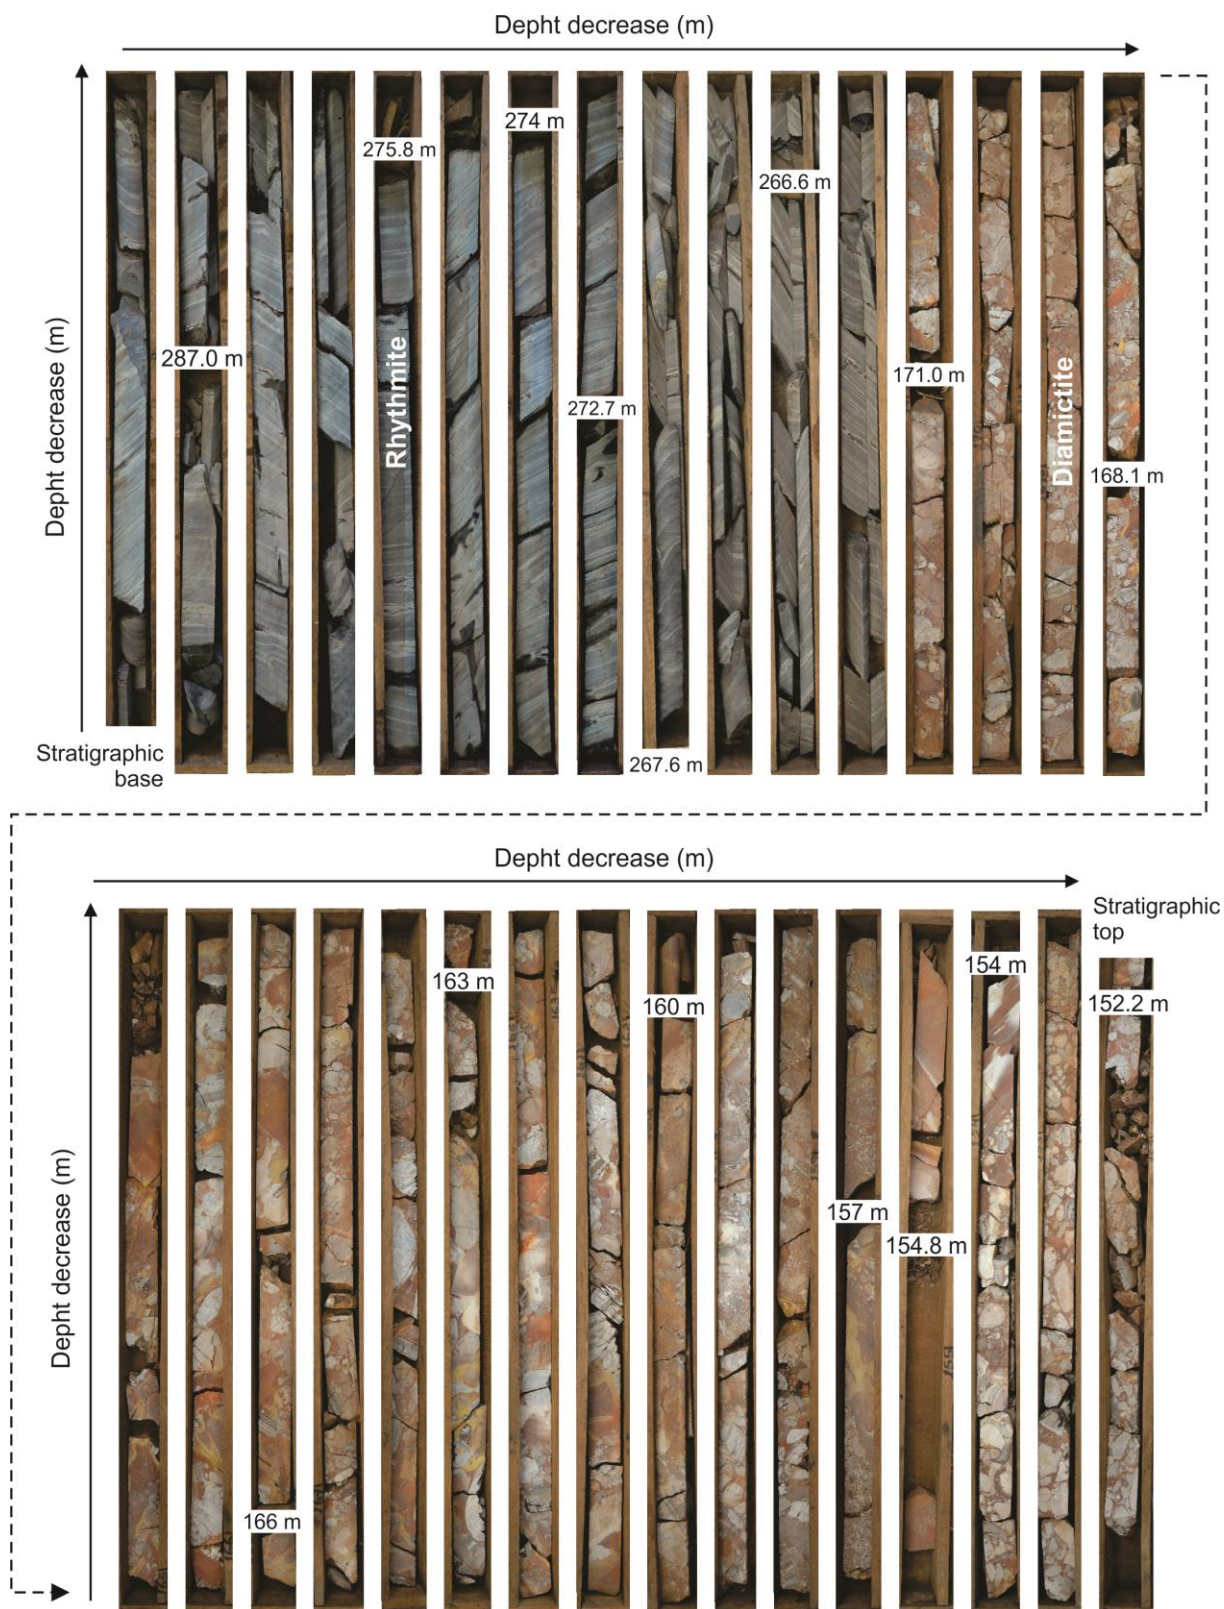 Depht decrease (m)
274 m
275.8 m
266.6 m
287.0 m
171.0 m
272.7 m
Rhythmite
Diamictite
168.1 m
Depht decrease (m)
Stratigraphic
base
267.6 m
Depht decrease (m)
Stratigraphic
top
154 m
163 m
160 m
152.2 m
157 m
154.8 m
Depht decrease (m)
166 m